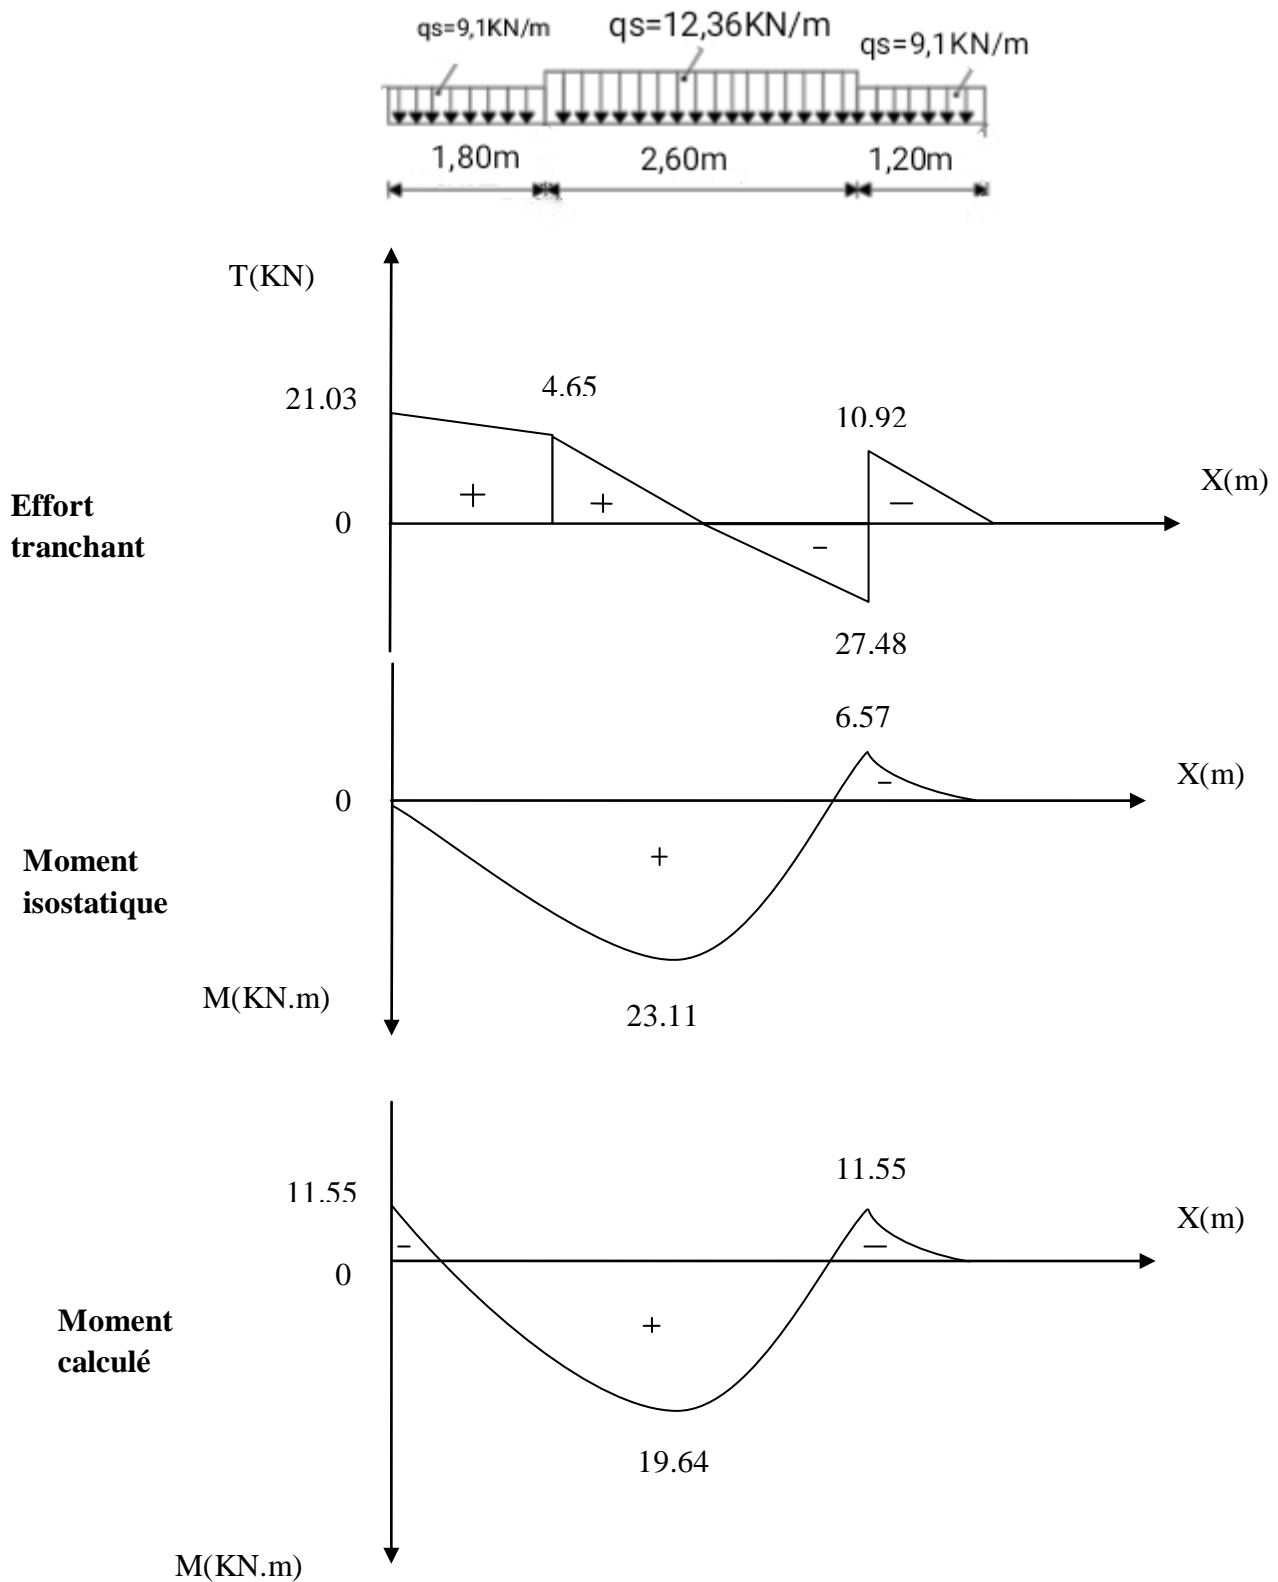 qs=9,1KN/m
qs=12,36KN/m
qs=9,1KN/m
1,80m
2,60m
1,20m
T(KN)
21.03
4.65
10.92
X(m)
Effort
tranchant
0
+
+
–
–
27.48
6.57
X(m)
0
–
+
Moment
isostatique
M(KN.m)
23.11
11.55
11.55
X(m)
–
–
0
+
Moment
calculé
19.64
M(KN.m)